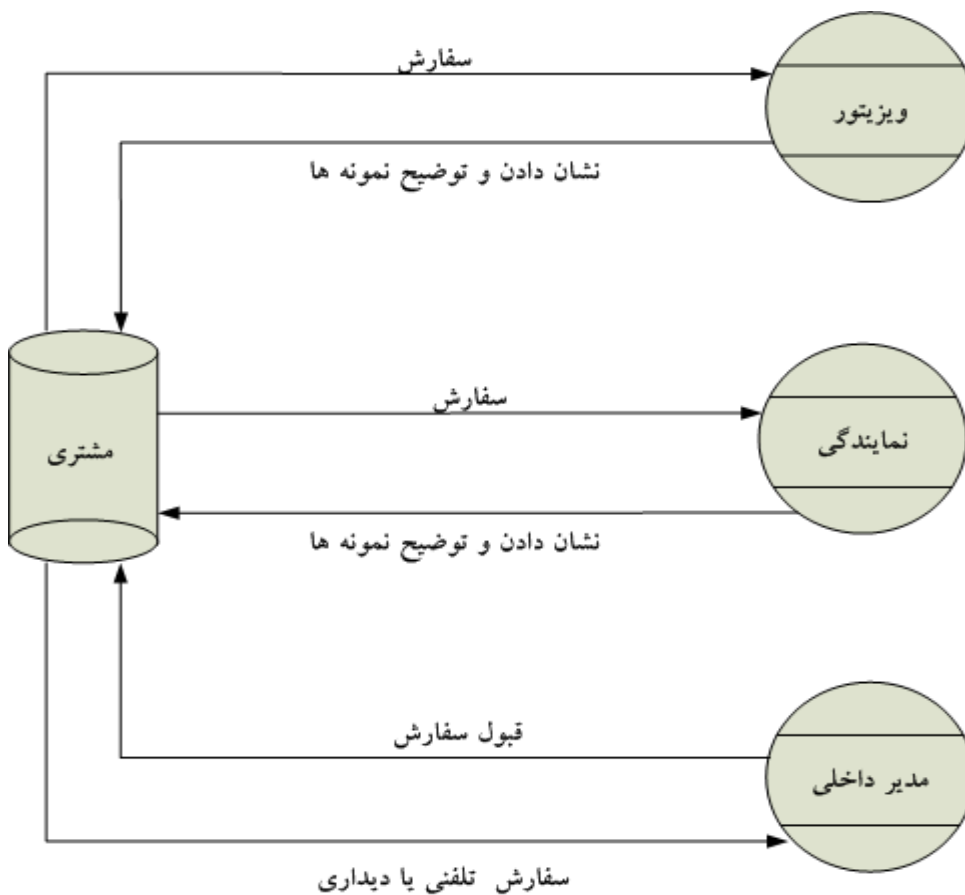 سفارش
ویزیتور
نشان دادن و توضیح نمونه ها
سفارش
نمایندگی
مشتری
نشان دادن و توضیح نمونه ها
قبول سفارش
مدیر داخلی
سفارش تلفنی یا دیداری